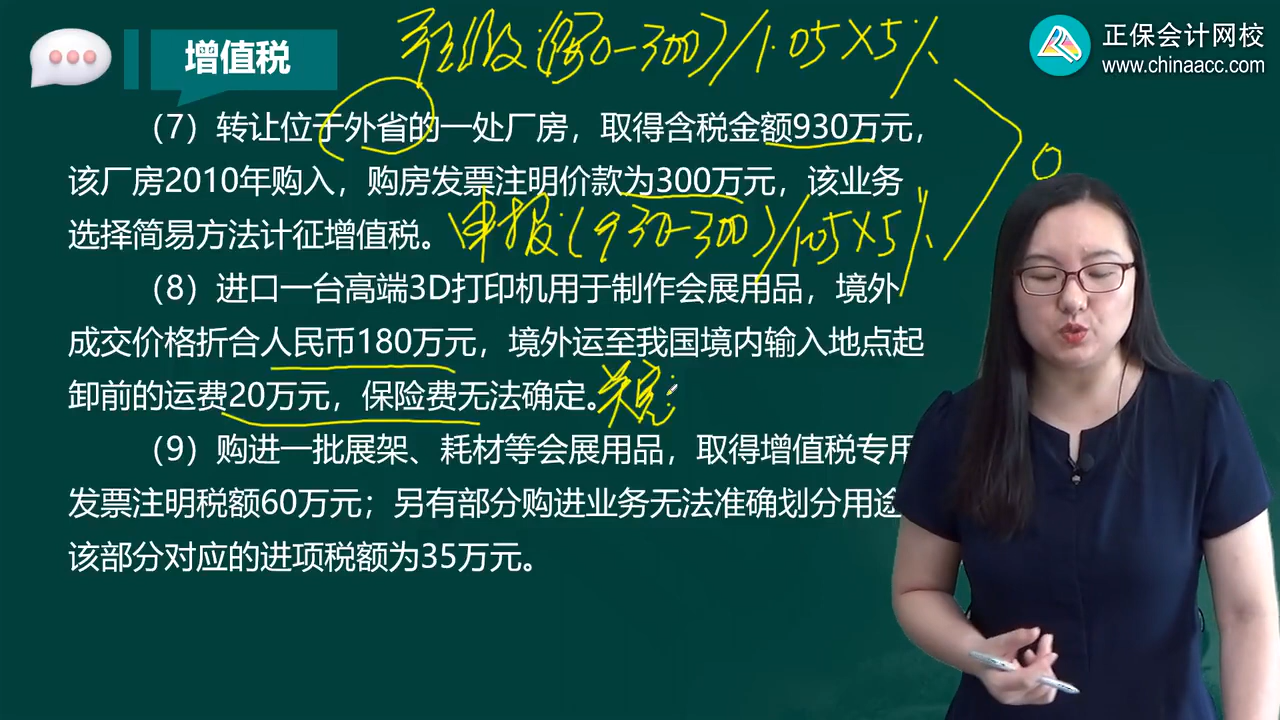 增值税
预缴:(930-300)/1.05×5%
正保会计网校
www.chinaacc.com
(7)转让位于外省的一处厂房，取得含税金额930万元，
0
该厂房2010年购入，购房发票注明价款为300万元，该业务
选择简易方法计征增值税。
申报:(930-300)/1.05×5%
(8)进口一台高端3D打印机用于制作会展用品，境外
成交价格折合人民币180万元，境外运至我国境内输入地点起
卸前的运费20万元，保险费无法确定。
关完:
(9)购进一批展架、耗材等会展用品，取得增值税专用
发票注明税额60万元；另有部分购进业务无法准确划分用途
该部分对应的进项税额为35万元。